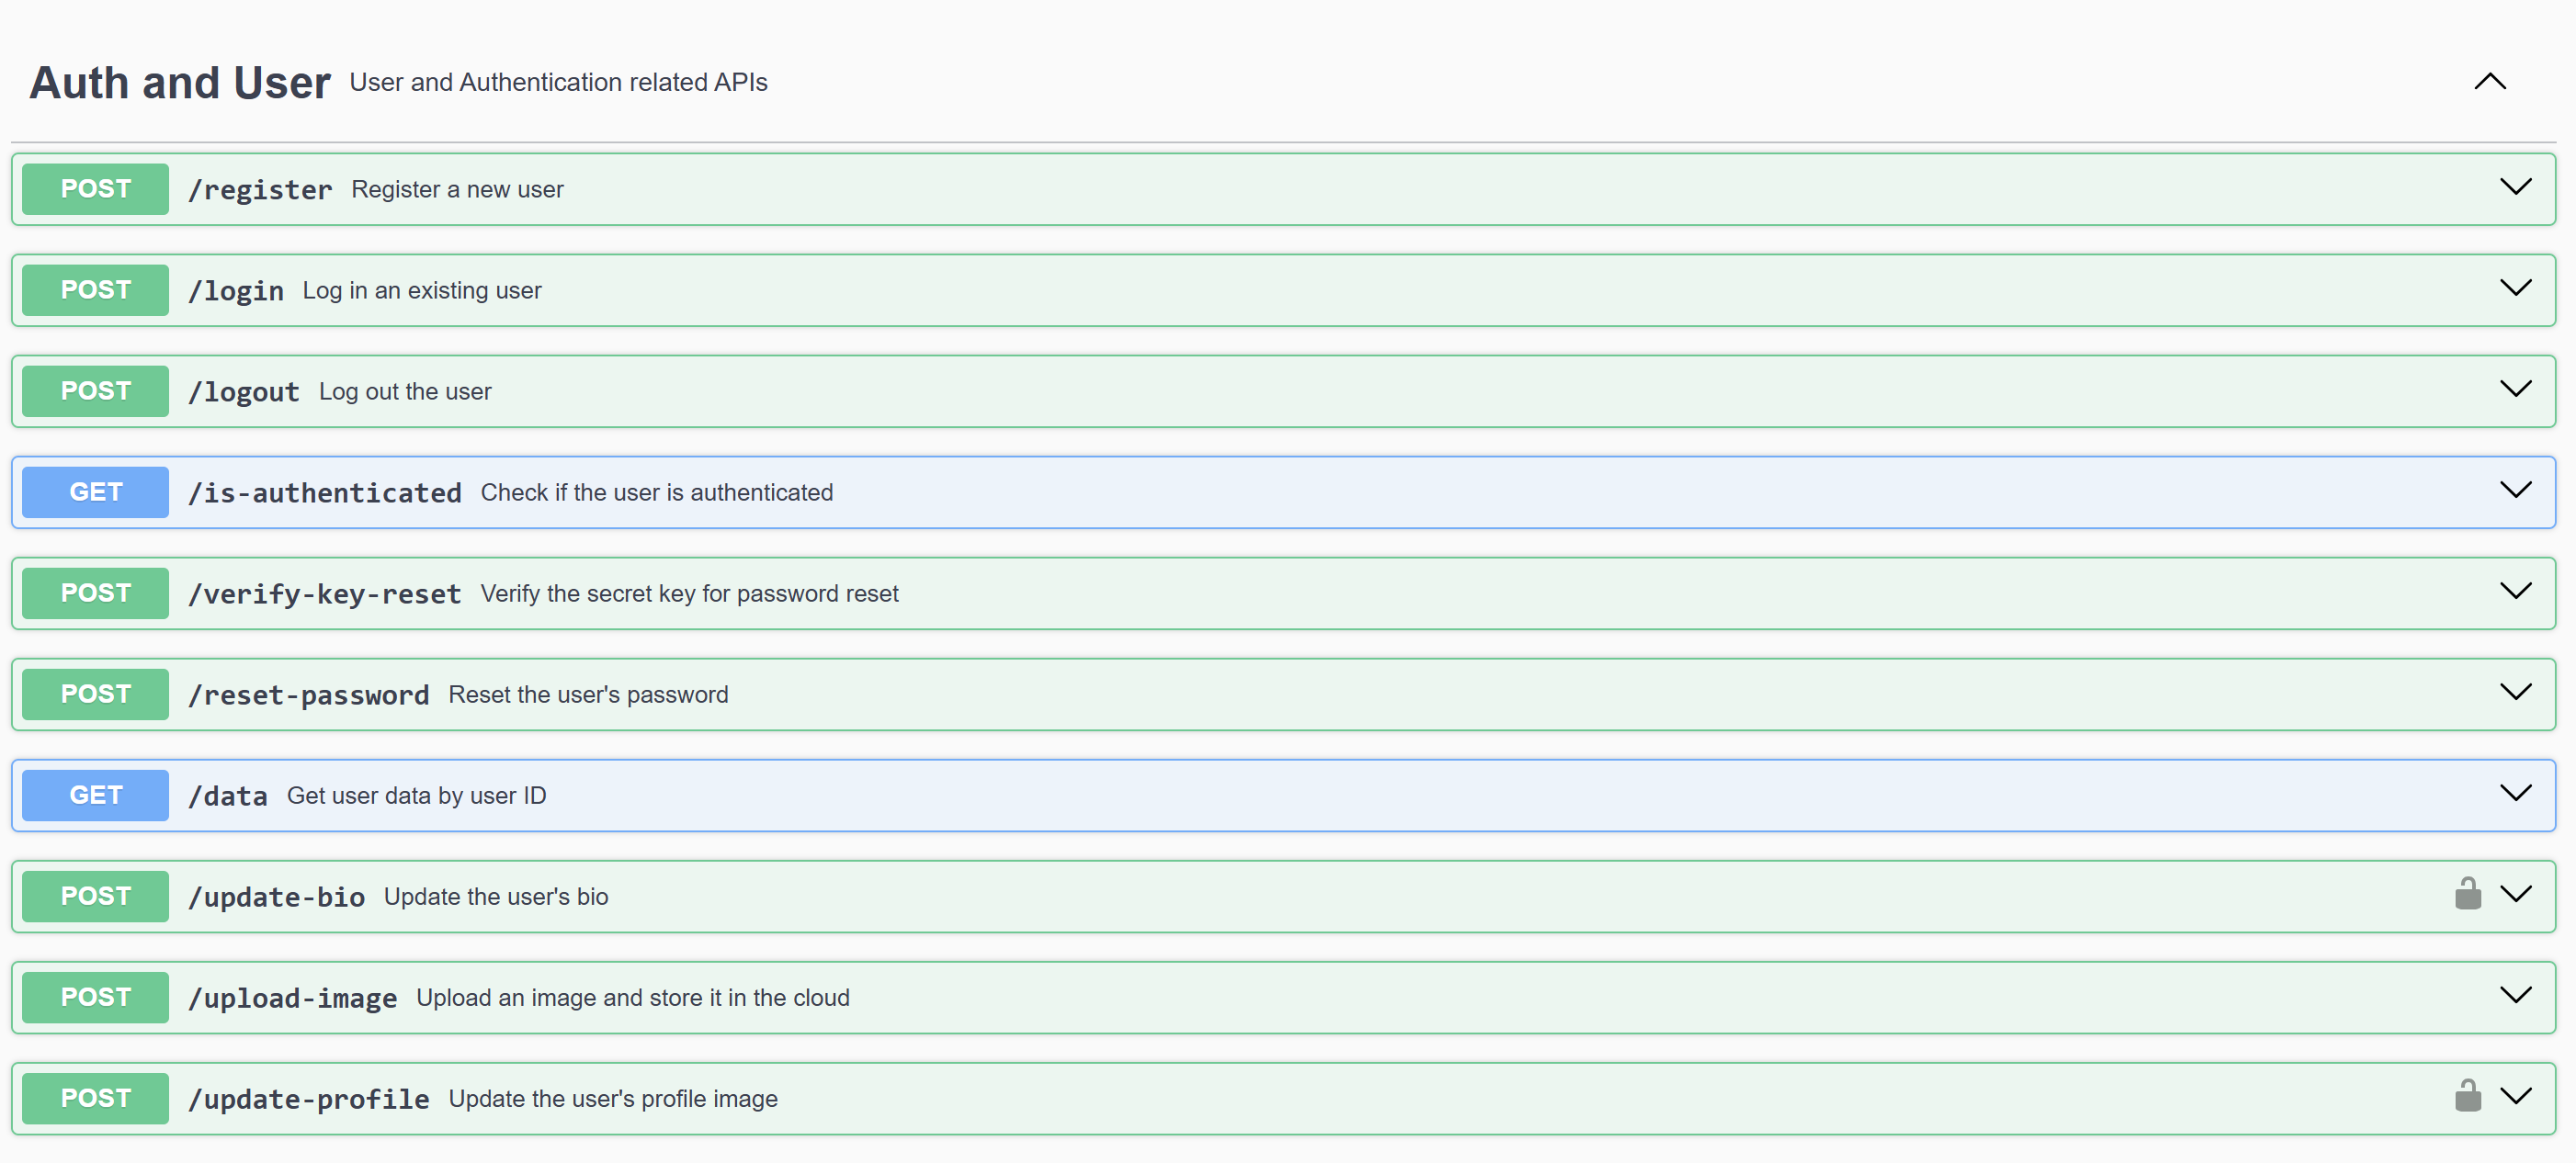 Auth and User User and Authentication related APIs
POST /register Register a new user
POST /login Log in an existing user
POST /logout Log out the user
GET /is-authenticated Check if the user is authenticated
POST /verify-key-reset Verify the secret key for password reset
POST /reset-password Reset the user's password
GET /data Get user data by user ID
POST /update-bio Update the user's bio
POST /upload-image Upload an image and store it in the cloud
POST /update-profile Update the user's profile image